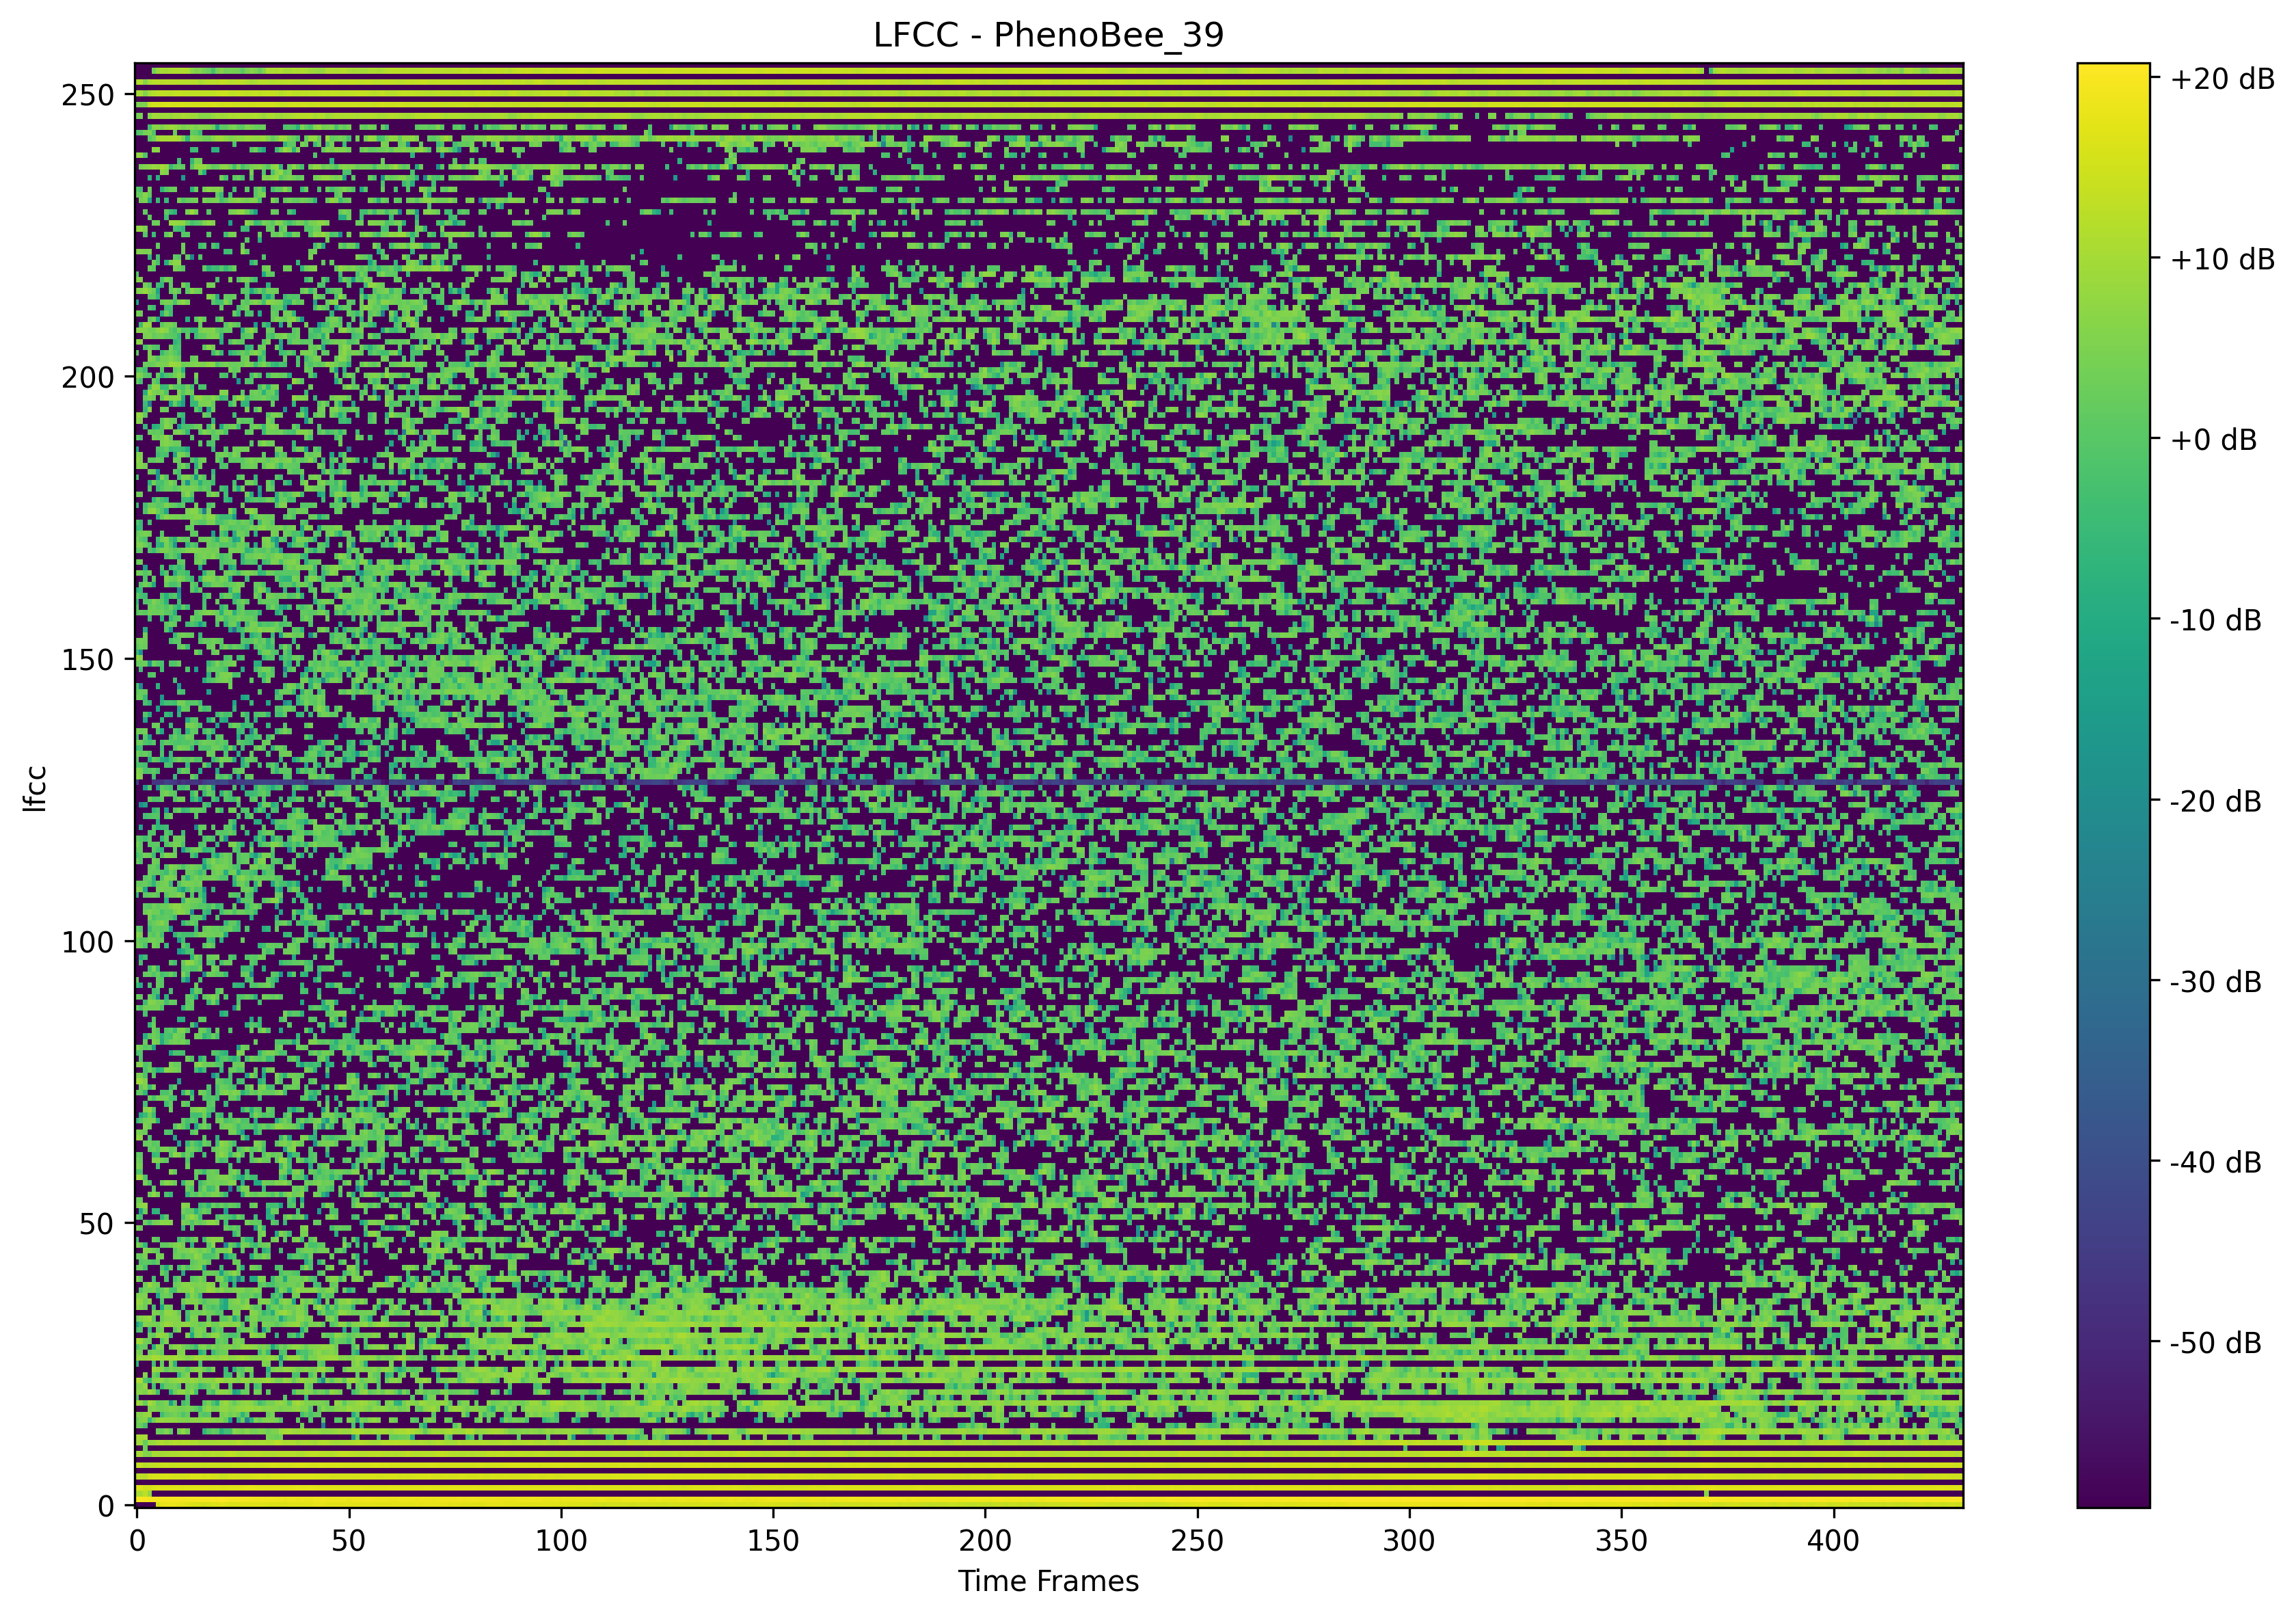 LFCC - PhenoBee_39
250
200
150
100
50
0
lfcc
0 50 100 150 200 250 300 350 400
Time Frames
+20 dB
+10 dB
+0 dB
-10 dB
-20 dB
-30 dB
-40 dB
-50 dB